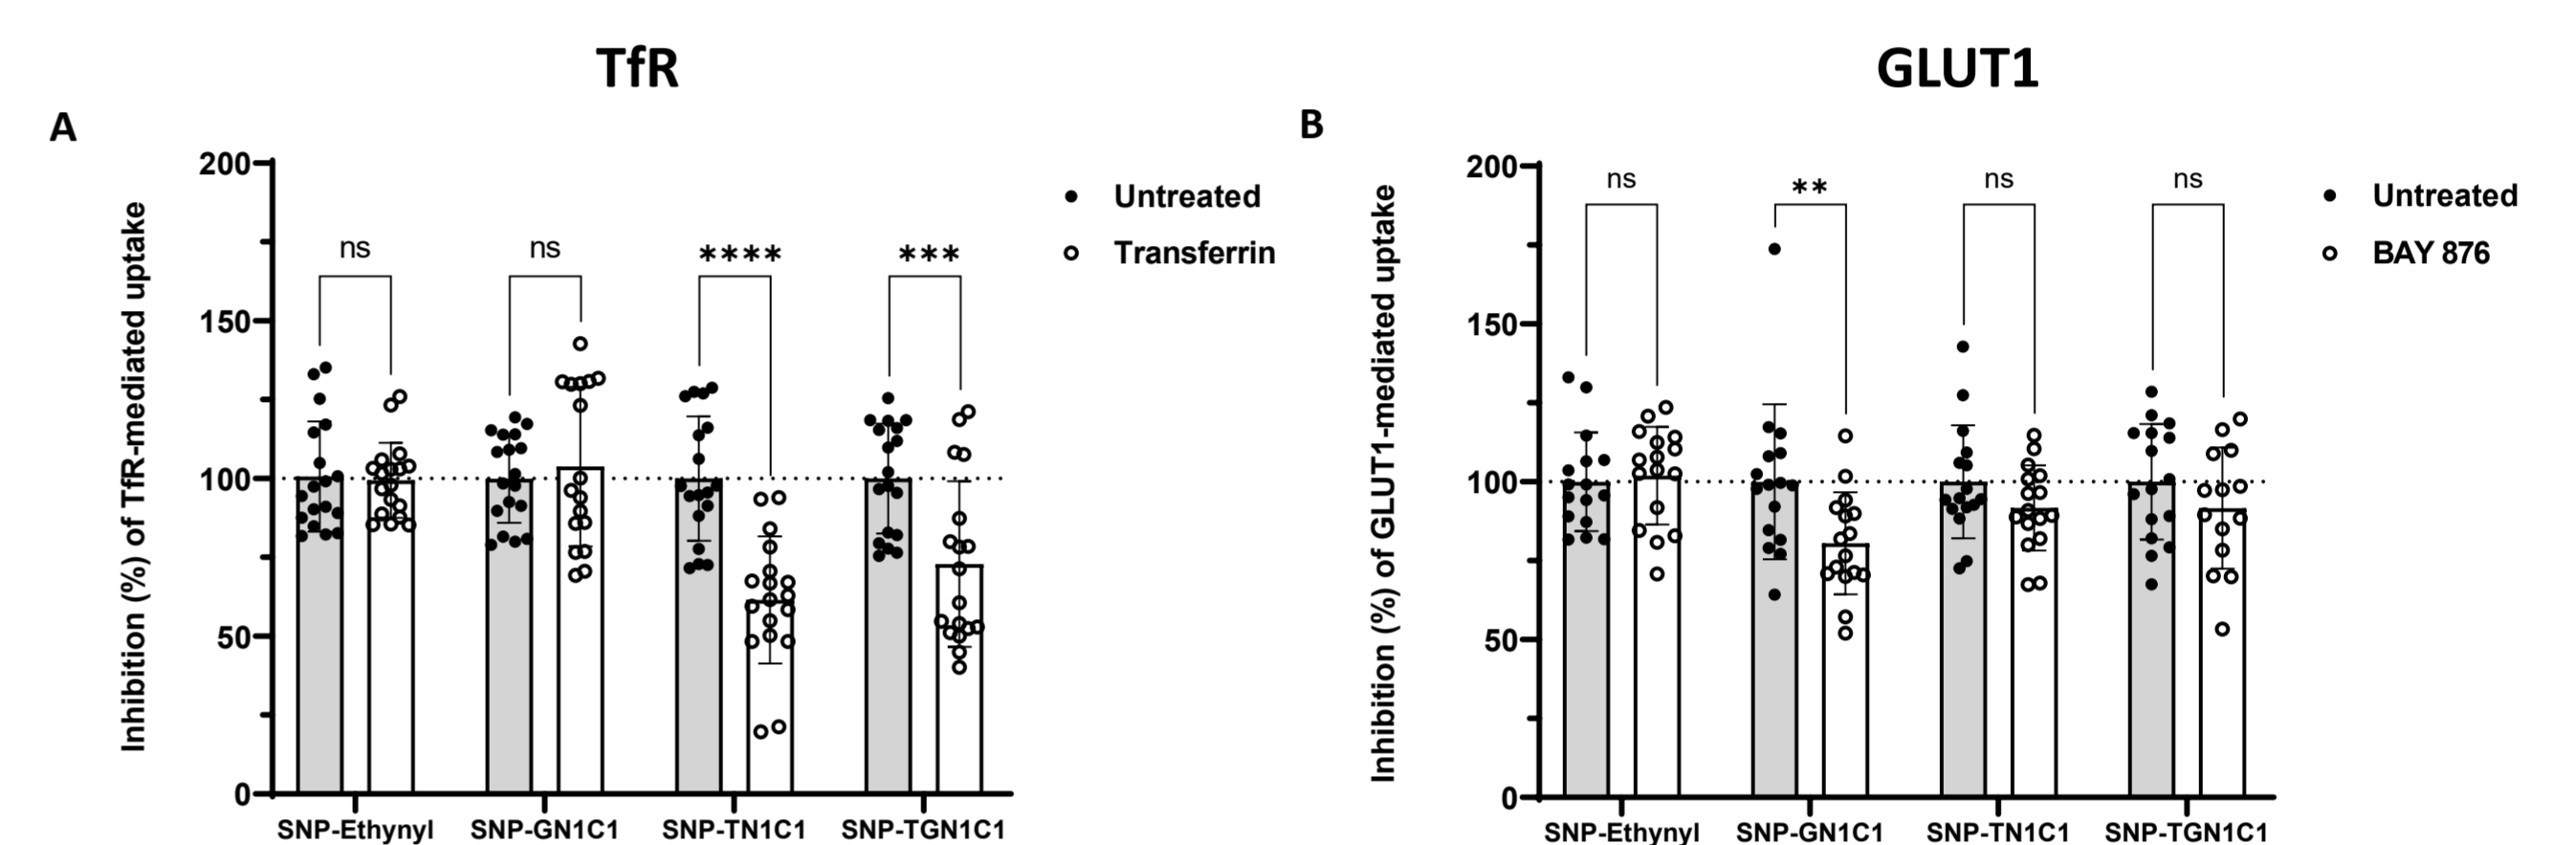 TfR
A
Inhibition (%) of TfR-mediated uptake
200
150
100
50
0
ns
ns
****
***
Untreated
Transferrin
SNP-Ethynyl
SNP-GN1C1
SNP-TN1C1
SNP-TGN1C1
GLUT1
B
Inhibition (%) of GLUT1-mediated uptake
200
150
100
50
0
ns
**
ns
ns
Untreated
BAY 876
SNP-Ethynyl
SNP-GN1C1
SNP-TN1C1
SNP-TGN1C1